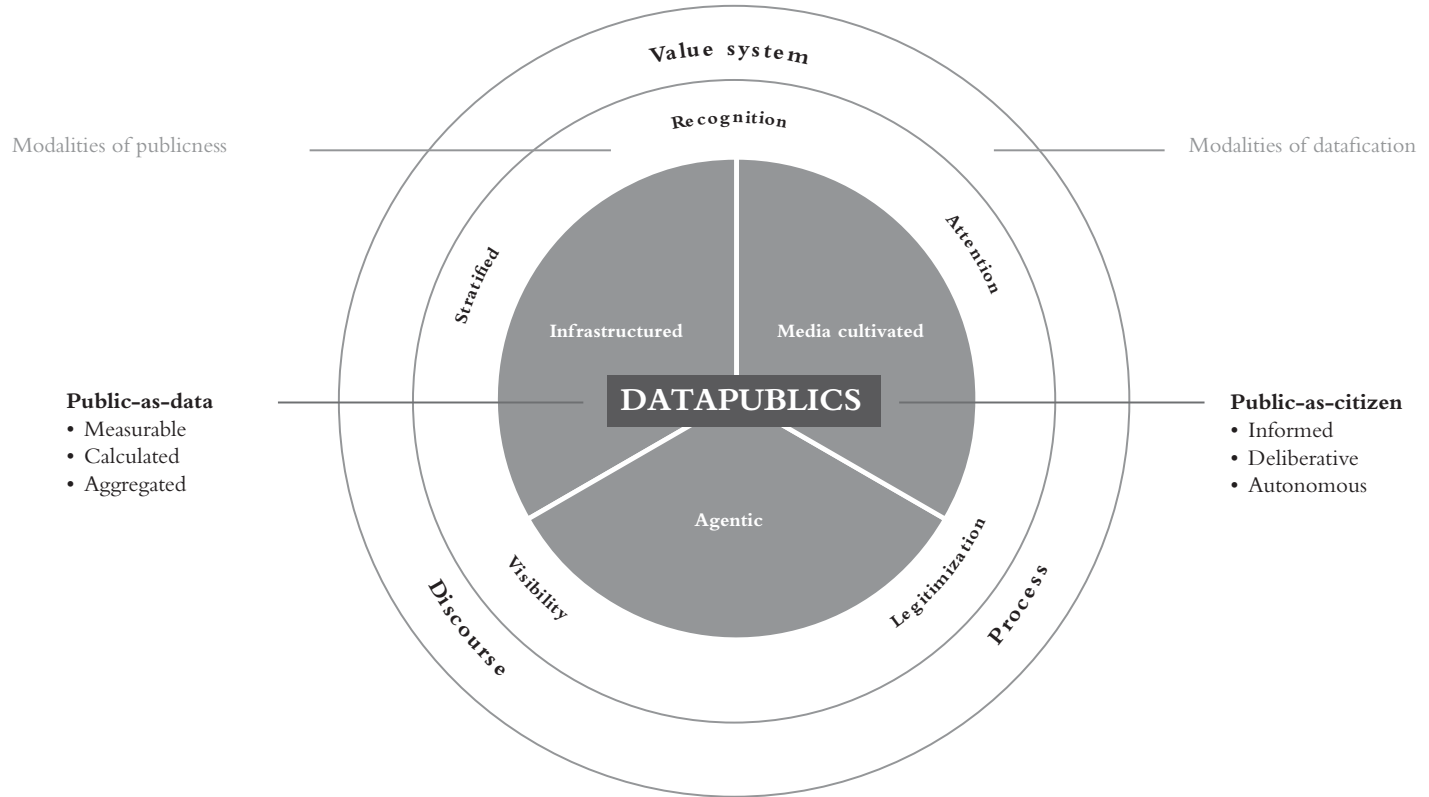 Value system
Recognition
Modalities of publicness
Modalities of datafication
Attention
Stratified
Infrastructured
Media cultivated
DATAPUBLICS
Public-as-data
• Measurable
• Calculated
• Aggregated
Public-as-citizen
• Informed
• Deliberative
• Autonomous
Agentic
Visibility
Legitimization
Discourse
Process